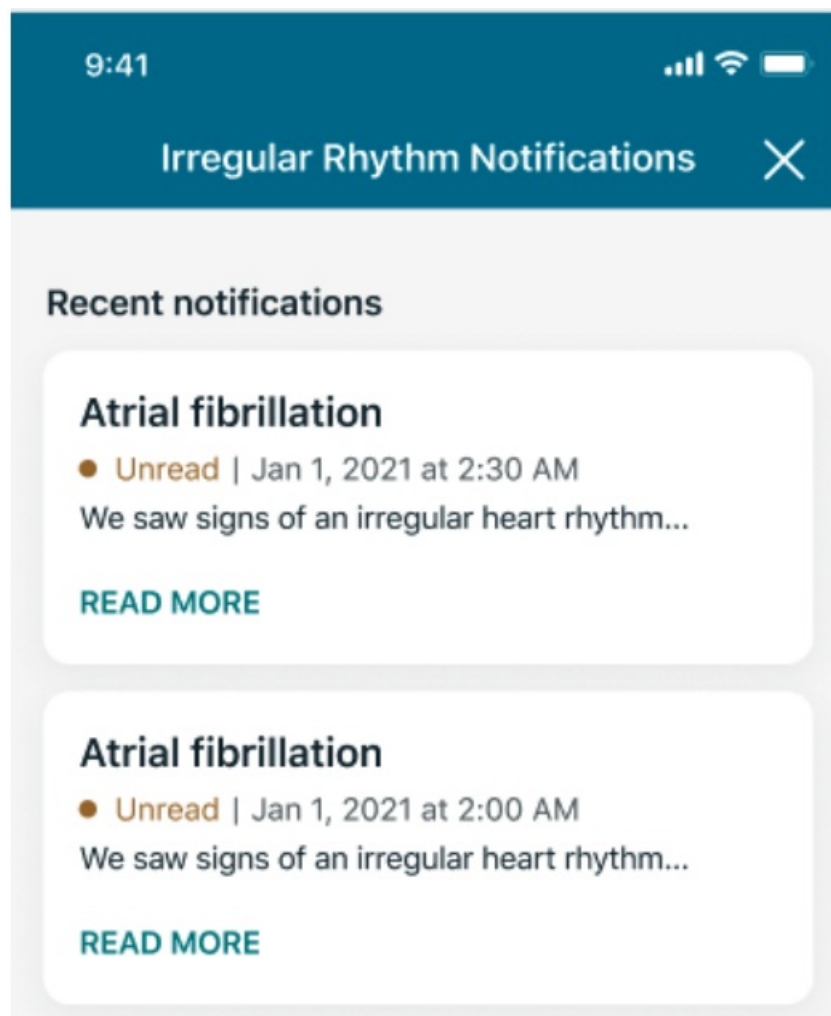 9:41
Irregular Rhythm Notifications
Recent notifications
Atrial fibrillation
Unread | Jan 1, 2021 at 2:30 AM
We saw signs of an irregular heart rhythm...
READ MORE
Atrial fibrillation
Unread | Jan 1, 2021 at 2:00 AM
We saw signs of an irregular heart rhythm...
READ MORE